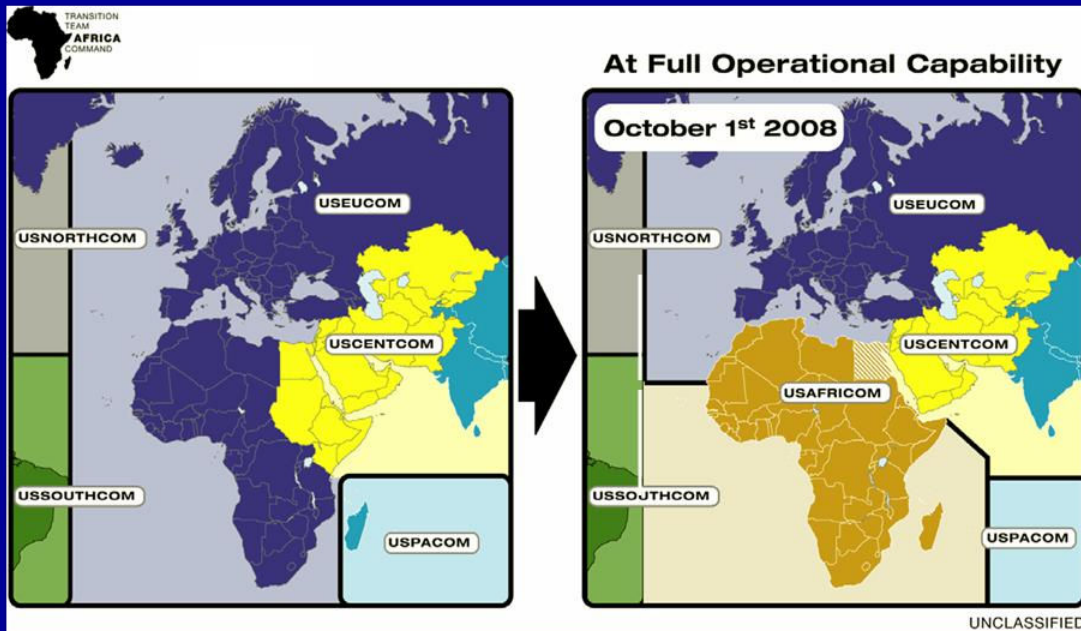 TRANSITION
TEAM
AFRICA
COMMAND
At Full Operational Capability
USEUCOM
USNORTHCOM
USCENTCOM
USSOUTHCOM
USPACOM
October 1st 2008
USEUCOM
USNORTHCOM
USCENTCOM
USAFRICOM
USSOUTHCOM
USPACOM
UNCLASSIFIED